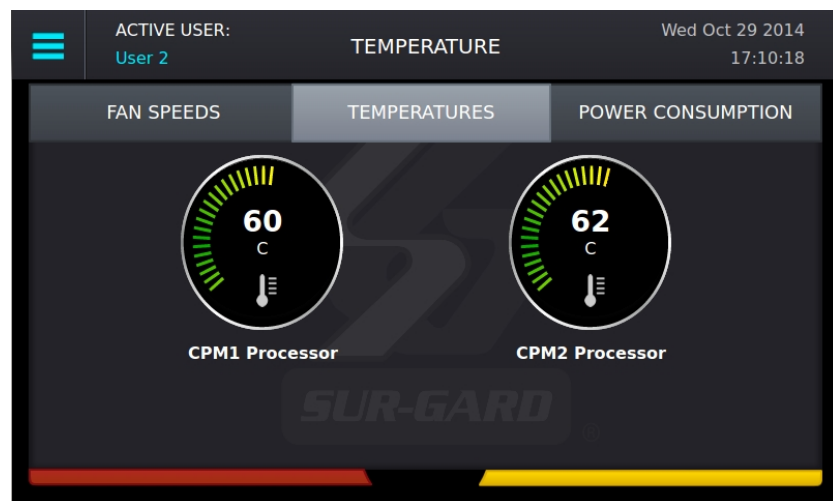 ACTIVE USER:
User 2
TEMPERATURE
Wed Oct 29 2014
17:10:18
FAN SPEEDS
TEMPERATURES
POWER CONSUMPTION
60
C
62
C
CPM1 Processor
CPM2 Processor
SUR-GARD
®